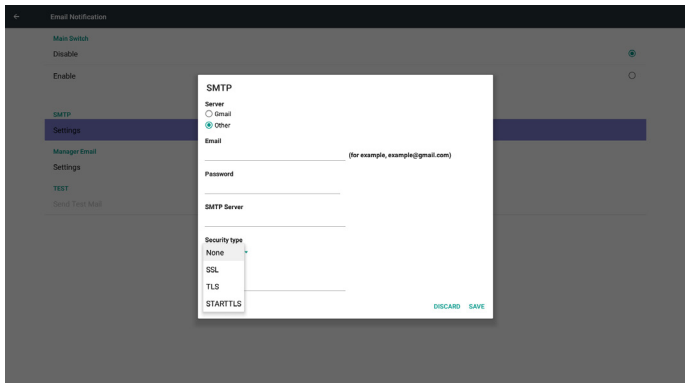 Email Notification
Main Switch
Disable
Enable
SMTP
Settings
Manager Email
Settings
TEST
Send Test Mail
SMTP
Server
Gmail
Other
Email
(for example, example@gmail.com)
Password
SMTP Server
Security type
None
SSL
TLS
STARTTLS
DISCARD SAVE